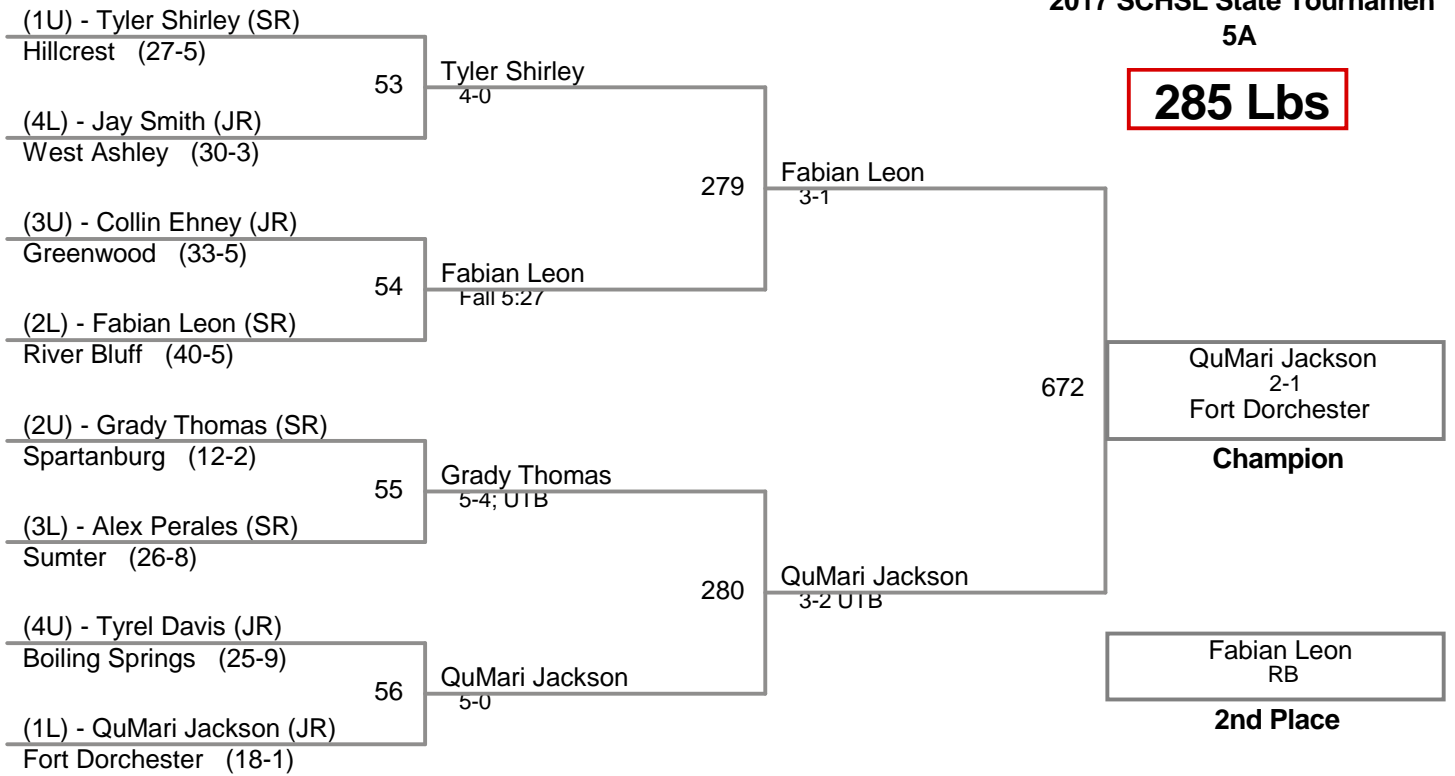 2017 SCHSL State Tournamen
5A
285 Lbs
(1U) - Tyler Shirley (SR)
Hillcrest (27-5)
53
Tyler Shirley
4-0
(4L) - Jay Smith (JR)
West Ashley (30-3)
279
Fabian Leon
3-1
(3U) - Collin Ehney (JR)
Greenwood (33-5)
54
Fabian Leon
Fall 5:27
(2L) - Fabian Leon (SR)
River Bluff (40-5)
672
QuMari Jackson
2-1
Fort Dorchester
Champion
(2U) - Grady Thomas (SR)
Spartanburg (12-2)
55
Grady Thomas
5-4; UTB
(3L) - Alex Perales (SR)
Sumter (26-8)
280
QuMari Jackson
3-2 UTB
(4U) - Tyrel Davis (JR)
Boiling Springs (25-9)
56
QuMari Jackson
5-0
(1L) - QuMari Jackson (JR)
Fort Dorchester (18-1)
Fabian Leon
RB
2nd Place